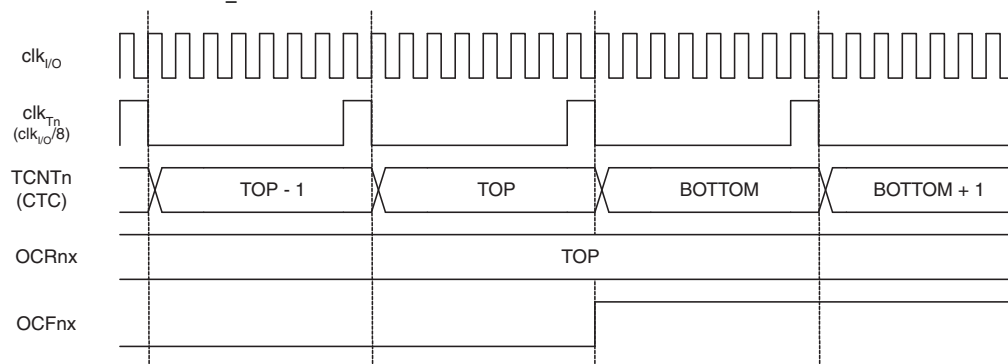 clkI/O
clkTn
(clkI/O/8)
TCNTn
(CTC)
TOP - 1
TOP
BOTTOM
BOTTOM + 1
OCRnx
TOP
OCFnx